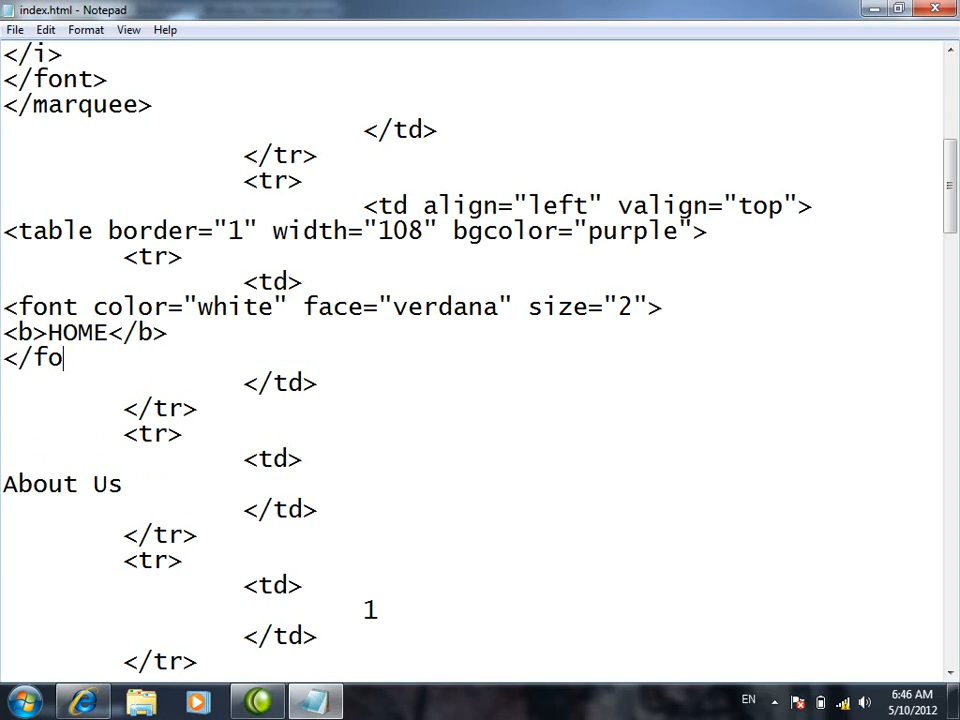 index.html - Notepad
File Edit Format View Help
</i>
</font>
</marquee>
</td>
</tr>
<tr>
<td align="left" valign="top">
<table border="1" width="108" bgcolor="purple">
<tr>
<td>
<font color="white" face="verdana" size="2">
<b>HOME</b>
</fo
</td>
</tr>
<tr>
<td>
About Us
</td>
</tr>
<tr>
<td>
1
</td>
</tr>
EN
6:46 AM
5/10/2012